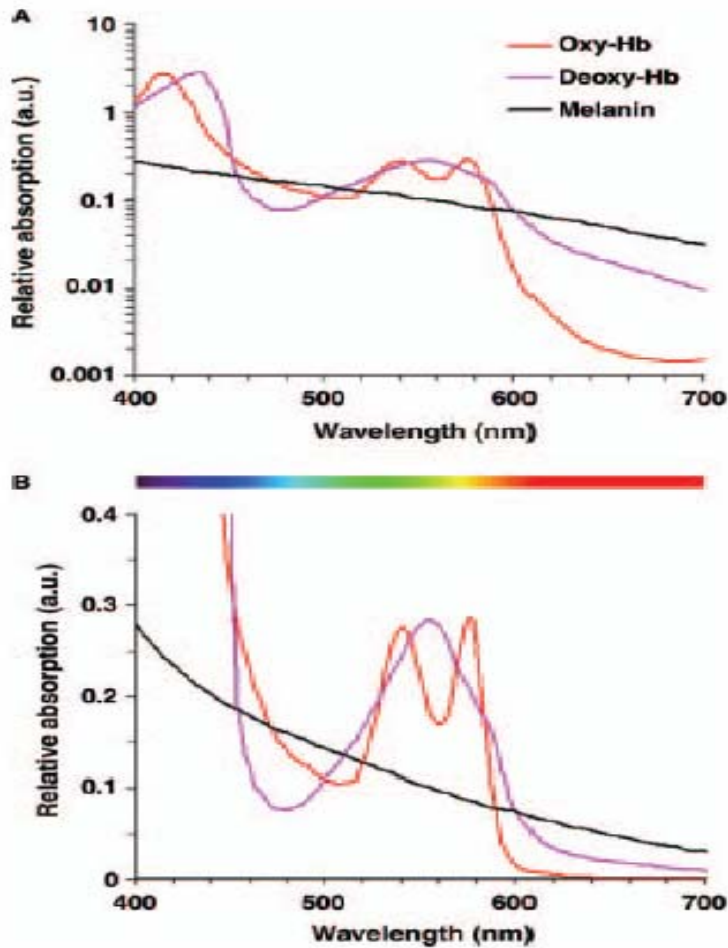 A
Relative absorption (a.u.)
10
1
0.1
0.01
0.001
Oxy-Hb
Deoxy-Hb
Melanin
400 500 600 700
Wavelength (nm)
B
Relative absorption (a.u.)
0.4
0.3
0.2
0.1
0
400 500 600 700
Wavelength (nm)